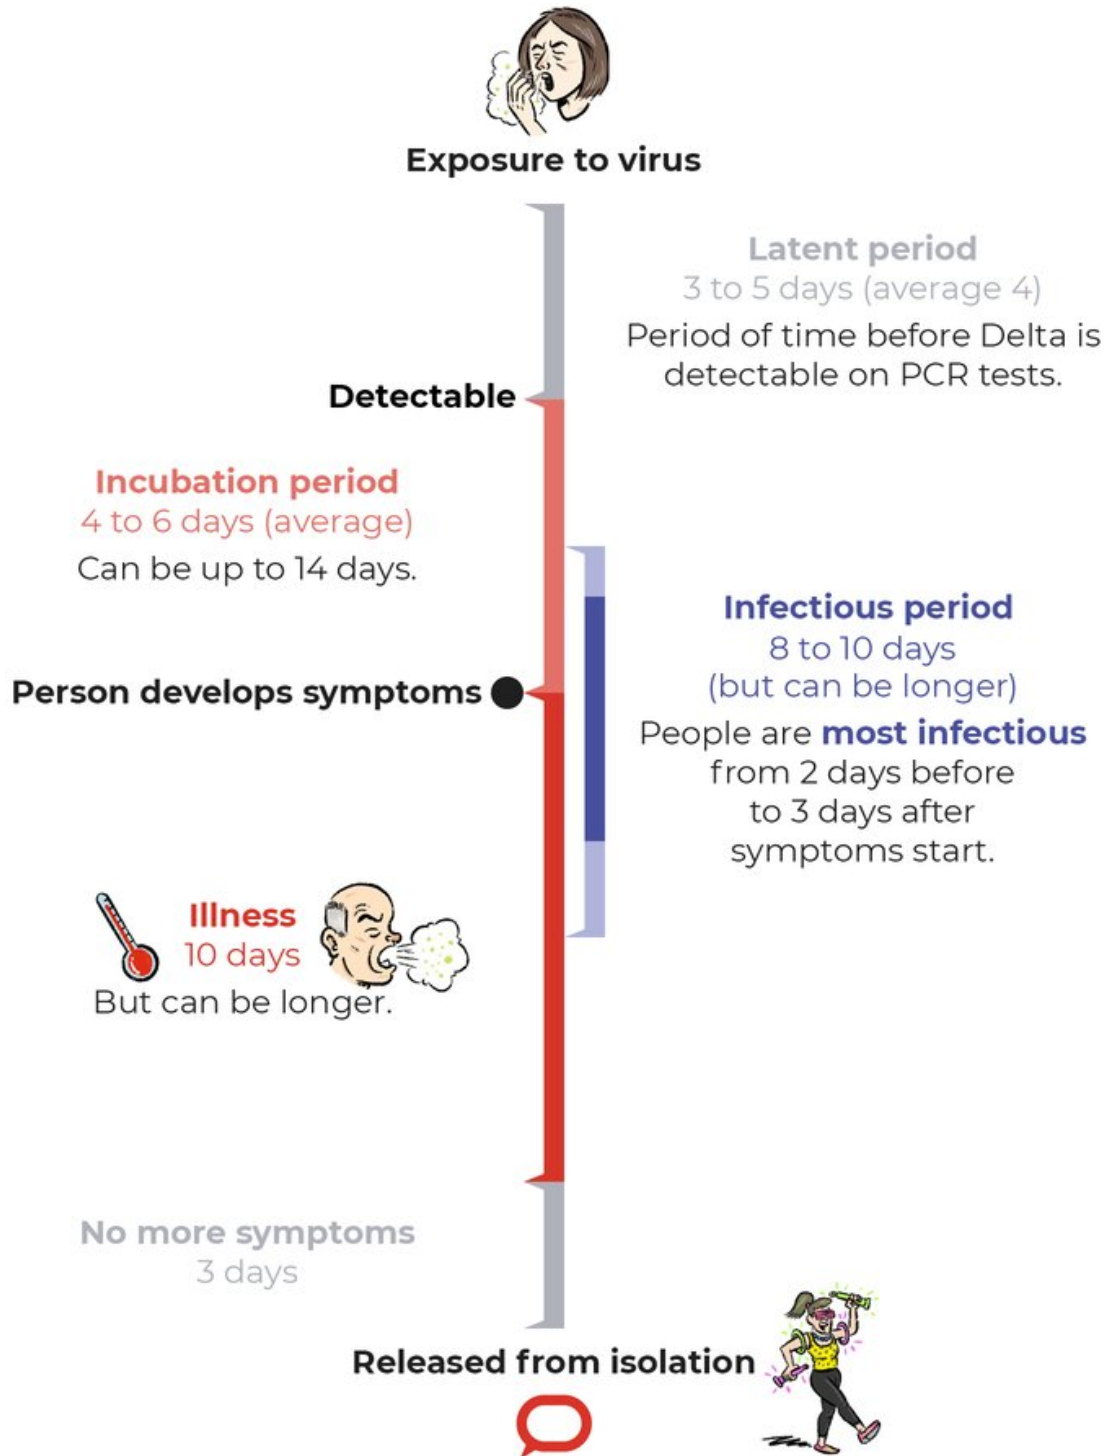 Exposure to virus
Latent period
3 to 5 days (average 4)
Period of time before Delta is
detectable on PCR tests.
Detectable
Incubation period
4 to 6 days (average)
Can be up to 14 days.
Infectious period
8 to 10 days
(but can be longer)
People are most infectious
from 2 days before
to 3 days after
symptoms start.
Person develops symptoms
Illness
10 days
But can be longer.
No more symptoms
3 days
Released from isolation